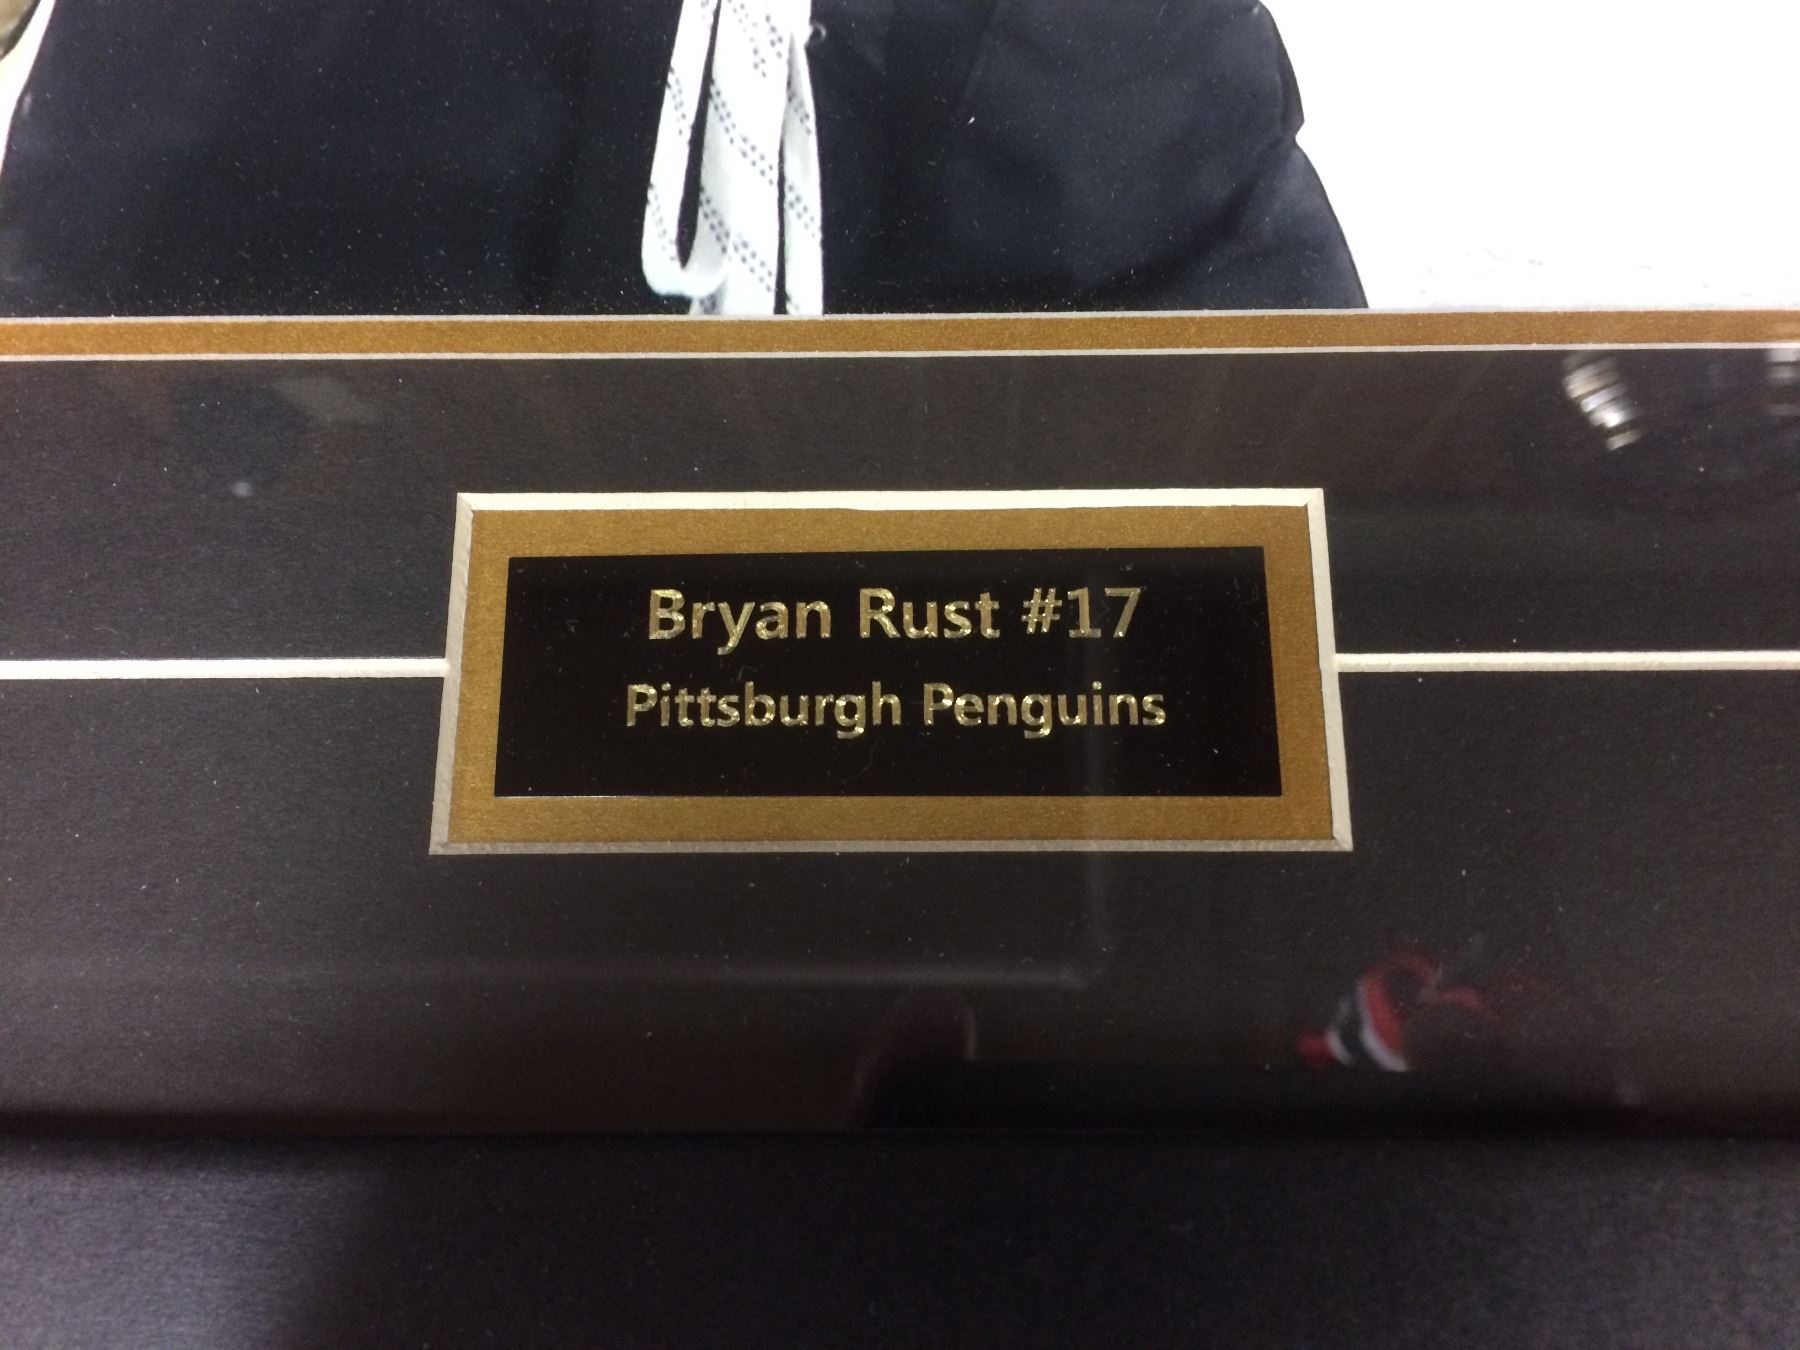 Bryan Rust #17
Pittsburgh Penguins